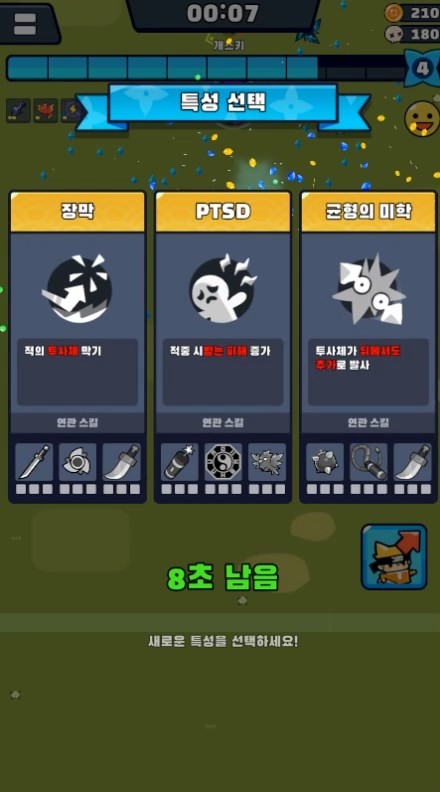 00:07
210
180
개스키
4
특성 선택
장막
PTSD
균형의 미학
적의 투사체 막기
적중 시 받는 피해 증가
투사체가 뒤에서도
추가로 발사
연관 스킬
연관 스킬
연관 스킬
8초 남음
새로운 특성을 선택하세요!